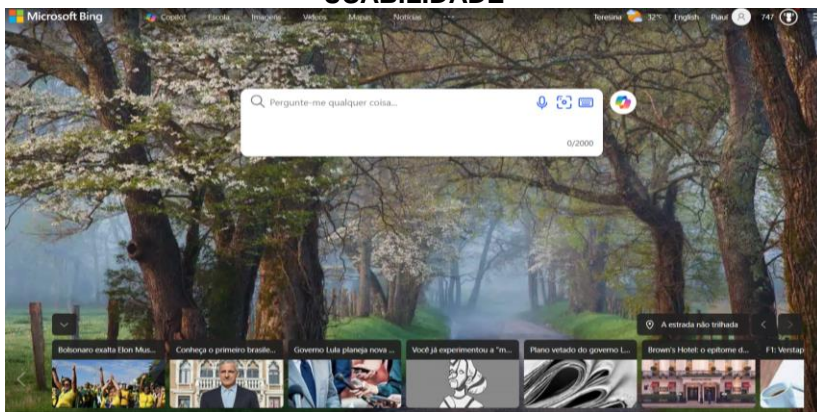 USABILIDADE
Microsoft Bing
Copilot Escola Imagens Vídeos Mapas Notícias ...
Teresina 32°C English Piauí 747
Pergunte-me qualquer coisa...
0/2000
A estrada não trilhada
Bolsonaro exalta Elon Mus...
Conheça o primeiro brasile...
Governo Lula planeja nova ...
Você já experimentou a "m...
Plano vetado do governo L...
Brown's Hotel: o epítome d...
F1: Verstap